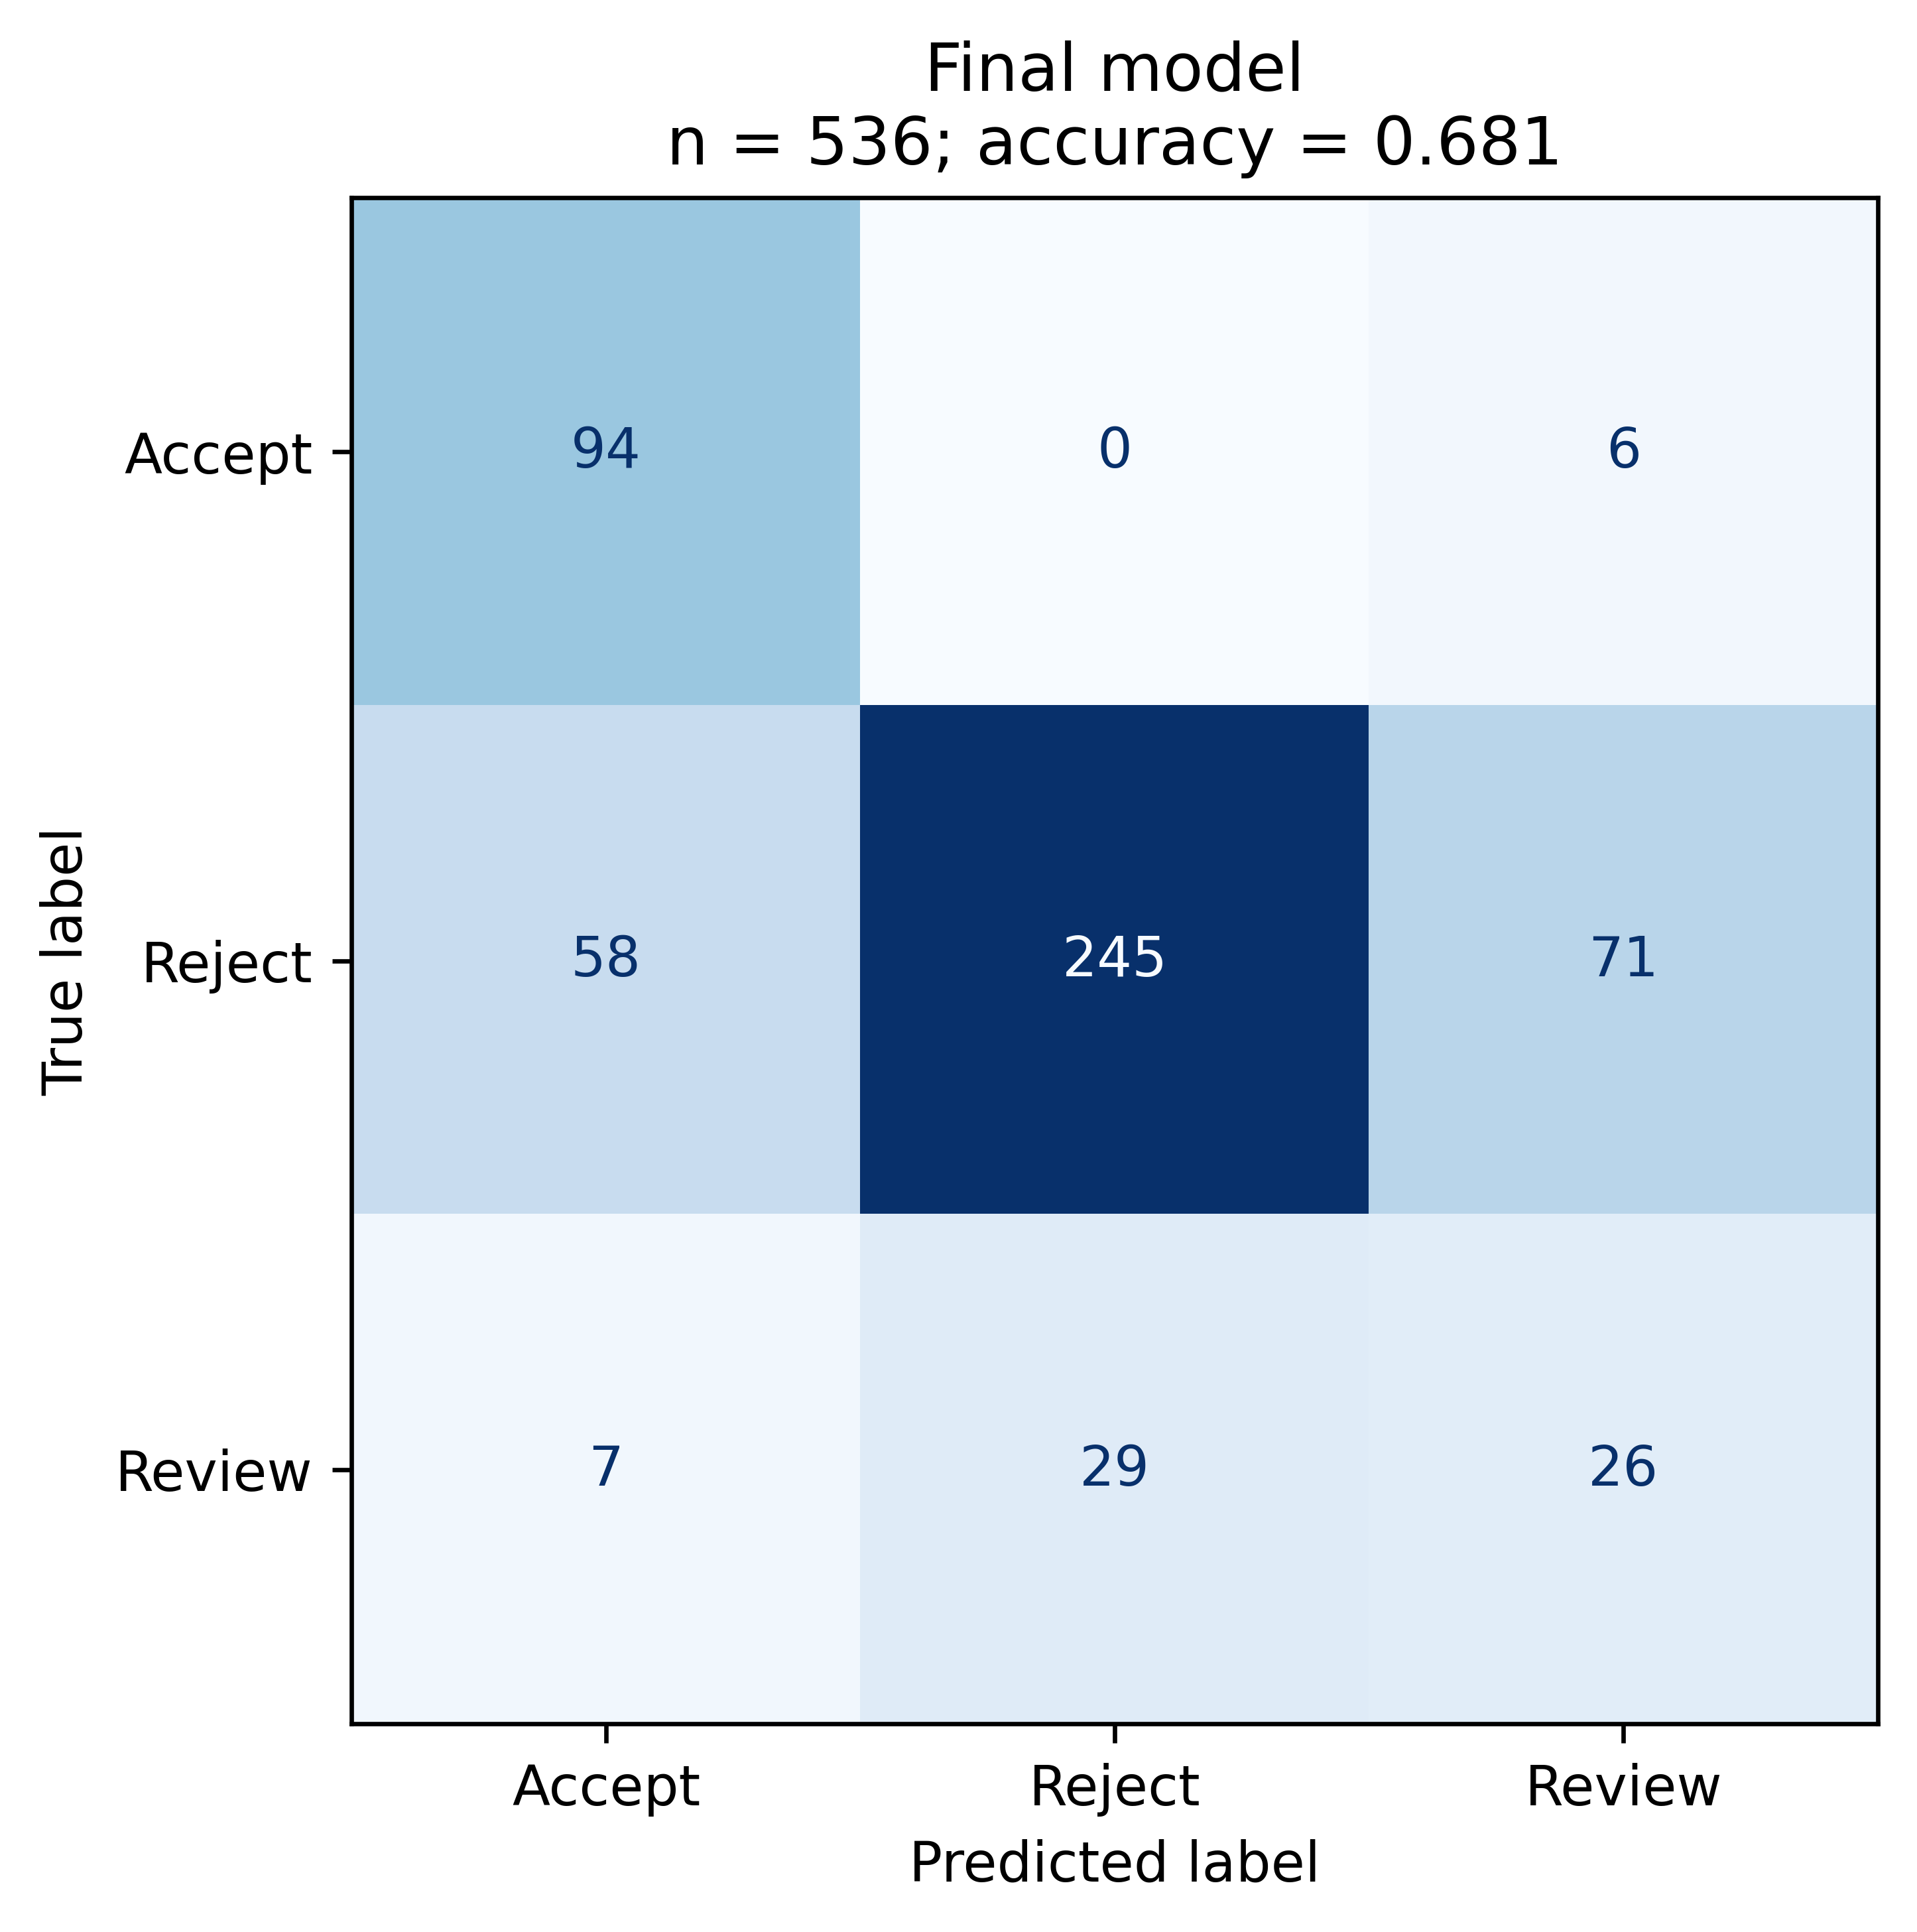 Final model
n = 536; accuracy = 0.681
True label
Accept
94
0
6
Reject
58
245
71
Review
7
29
26
Accept
Reject
Review
Predicted label